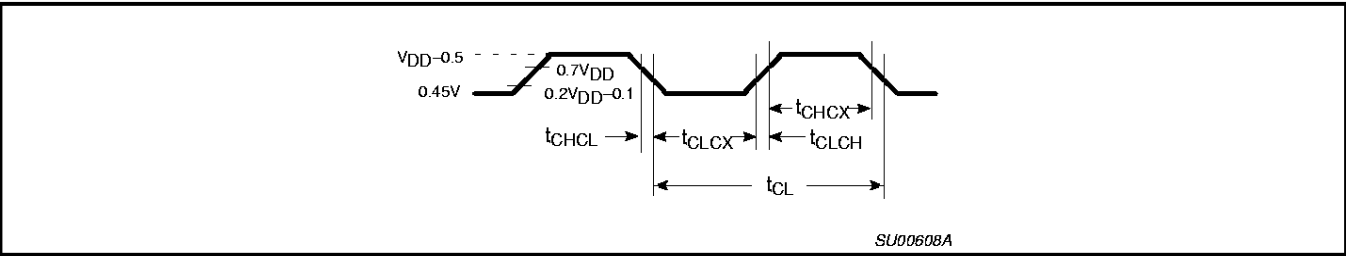 VDD–0.5
0.7VDD
0.45V
0.2VDD–0.1
tCHCX
tCHCL
tCLCX
tCLCH
tCL
SU00608A